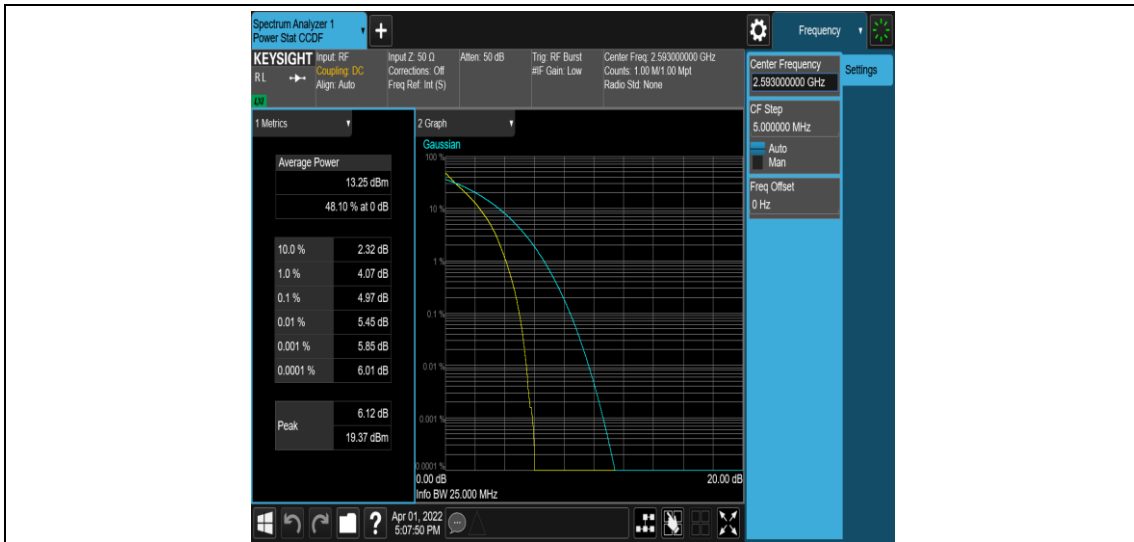 Spectrum Analyzer 1
Power Stat CCDF
Frequency
KEYSIGHT
RL
LXI
Input: RF
Coupling: DC
Align: Auto
Input Z: 50 Ω
Corrections: Off
Freq Ref: Int (S)
Atten: 50 dB
Trig: RF Burst
#IF Gain: Low
Center Freq: 2.593000000 GHz
Counts: 1.00 M/1.00 Mpt
Radio Std: None
Center Frequency
2.593000000 GHz
Settings
CF Step
5.000000 MHz
Auto
Man
Freq Offset
0 Hz
1 Metrics
Average Power
13.25 dBm
48.10 % at 0 dB
10.0 % 2.32 dB
1.0 % 4.07 dB
0.1 % 4.97 dB
0.01 % 5.45 dB
0.001 % 5.85 dB
0.0001 % 6.01 dB
Peak
6.12 dB
19.37 dBm
2 Graph
Gaussian
100 %
10 %
1 %
0.1 %
0.01 %
0.001 %
0.0001 %
0.00 dB 20.00 dB
Info BW 25.000 MHz
?
Apr 01, 2022
5:07:50 PM